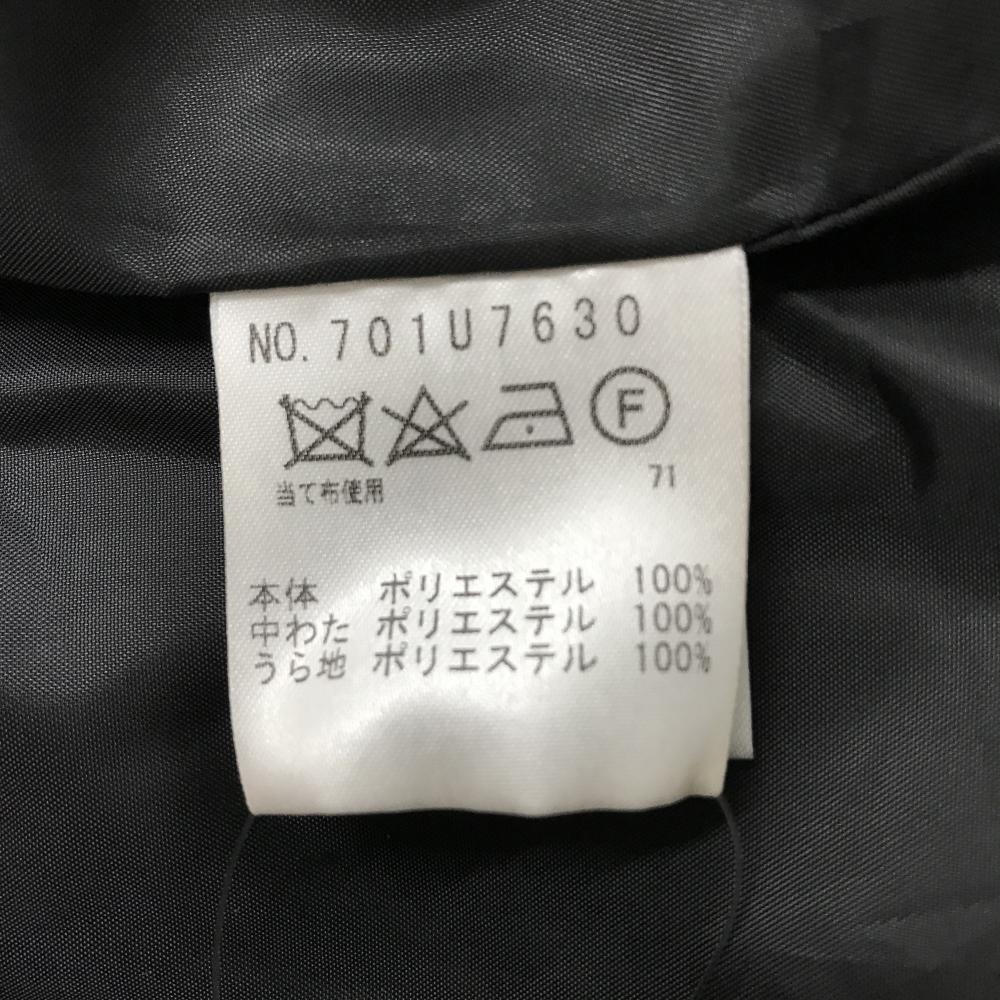 NO.701U7630
F
当て布使用 71
本体 ポリエステル 100%
中わた ポリエステル 100%
うら地 ポリエステル 100%